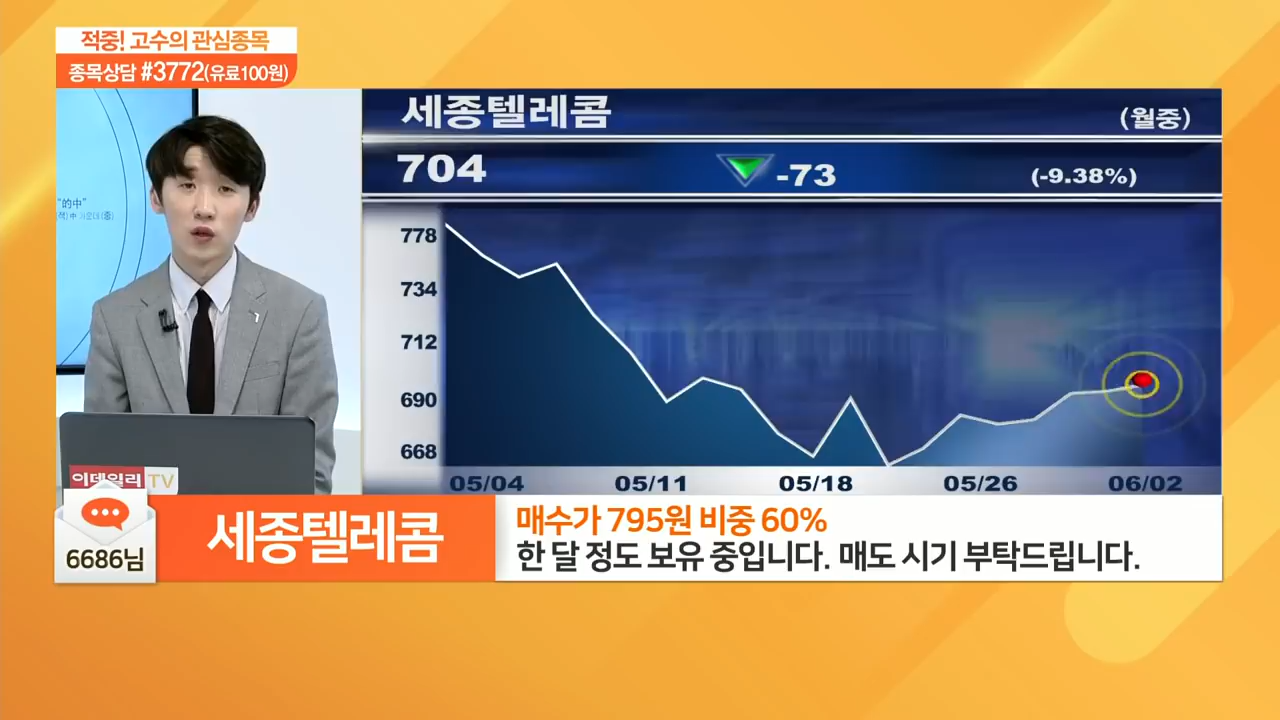 적중! 고수의 관심종목
종목상담 #3772(유료100원)
"的中"
세종텔레콤
(월중)
704
-73
(-9.38%)
778
734
712
690
668
05/04
05/11
05/18
05/26
06/02
이데일리 TV
6686님
세종텔레콤
매수가 795원 비중 60%
한 달 정도 보유 중입니다. 매도 시기 부탁드립니다.